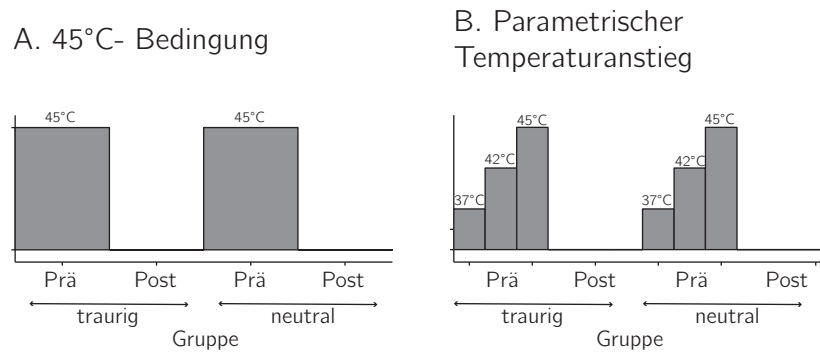 A. 45°C- Bedingung
45°C 45°C
Prä Post Prä Post
traurig neutral
Gruppe
B. Parametrischer
Temperaturanstieg
37°C 42°C 45°C 37°C 42°C 45°C
Prä Post Prä Post
traurig neutral
Gruppe